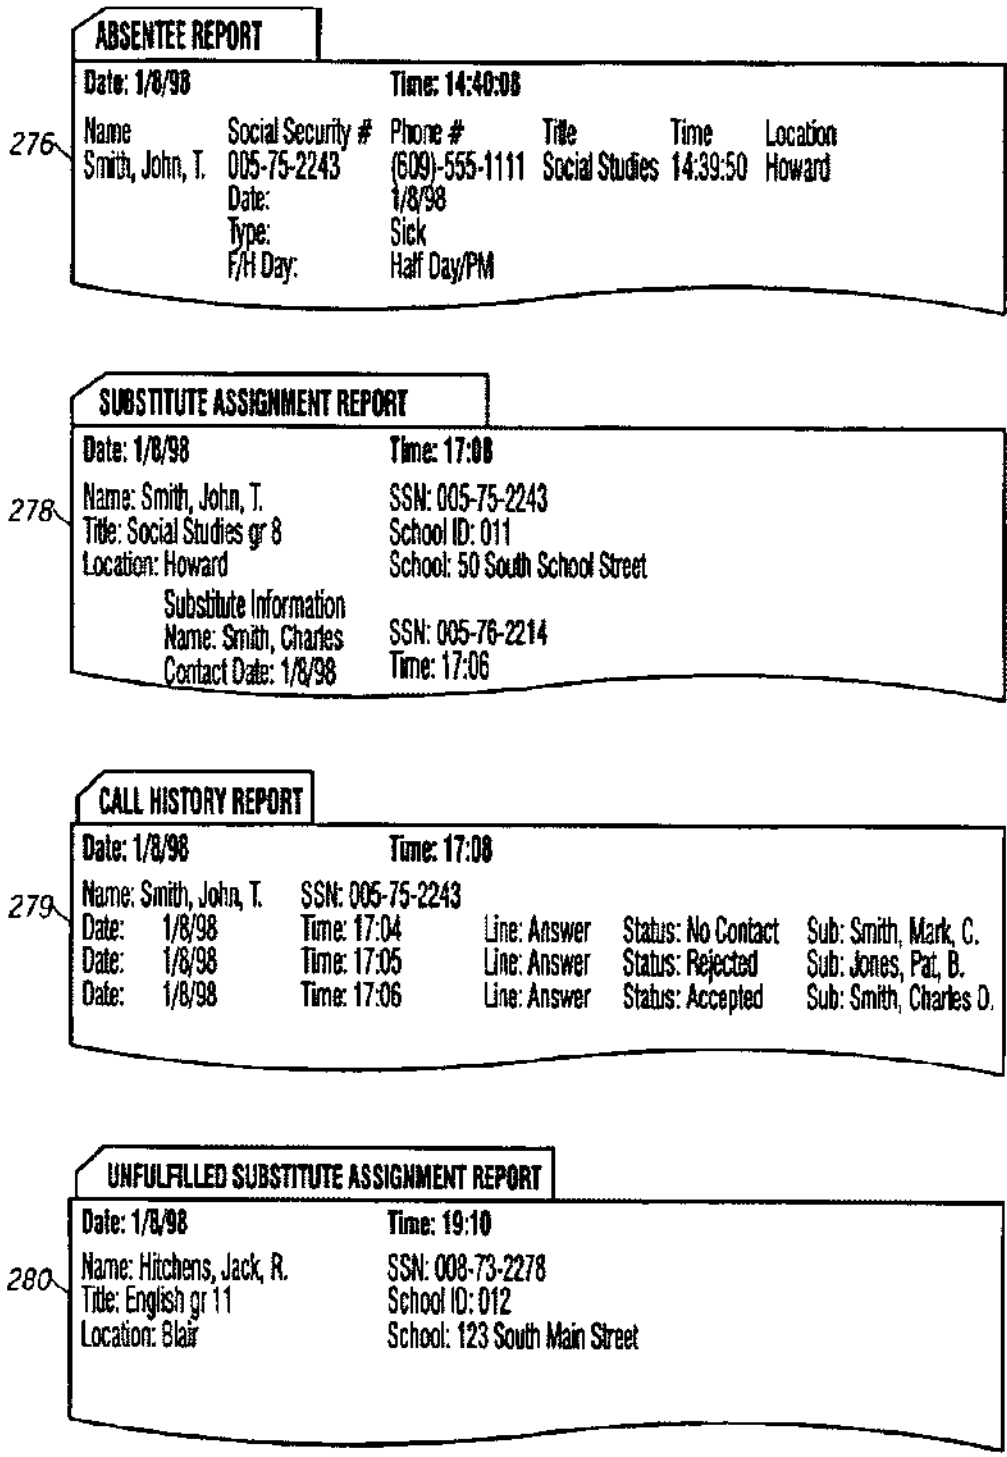 ABSENTEE REPORT
Date: 1/8/98 Time: 14:40:08
276
Name Social Security # Phone # Title Time Location
Smith, John, T. 005-75-2243 (609)-555-1111 Social Studies 14:39:50 Howard
Date: 1/8/98
Type: Sick
F/H Day: Half Day/PM
SUBSTITUTE ASSIGNMENT REPORT
Date: 1/8/98 Time: 17:08
278
Name: Smith, John, T. SSN: 005-75-2243
Title: Social Studies gr 8 School ID: 011
Location: Howard School: 50 South School Street
Substitute Information
Name: Smith, Charles SSN: 005-76-2214
Contact Date: 1/8/98 Time: 17:06
CALL HISTORY REPORT
Date: 1/8/98 Time: 17:08
279
Name: Smith, John, T. SSN: 005-75-2243
Date: 1/8/98 Time: 17:04 Line: Answer Status: No Contact Sub: Smith, Mark, C.
Date: 1/8/98 Time: 17:05 Line: Answer Status: Rejected Sub: Jones, Pat, B.
Date: 1/8/98 Time: 17:06 Line: Answer Status: Accepted Sub: Smith, Charles D.
UNFULFILLED SUBSTITUTE ASSIGNMENT REPORT
Date: 1/8/98 Time: 19:10
280
Name: Hitchens, Jack, R. SSN: 008-73-2278
Title: English gr 11 School ID: 012
Location: Blair School: 123 South Main Street